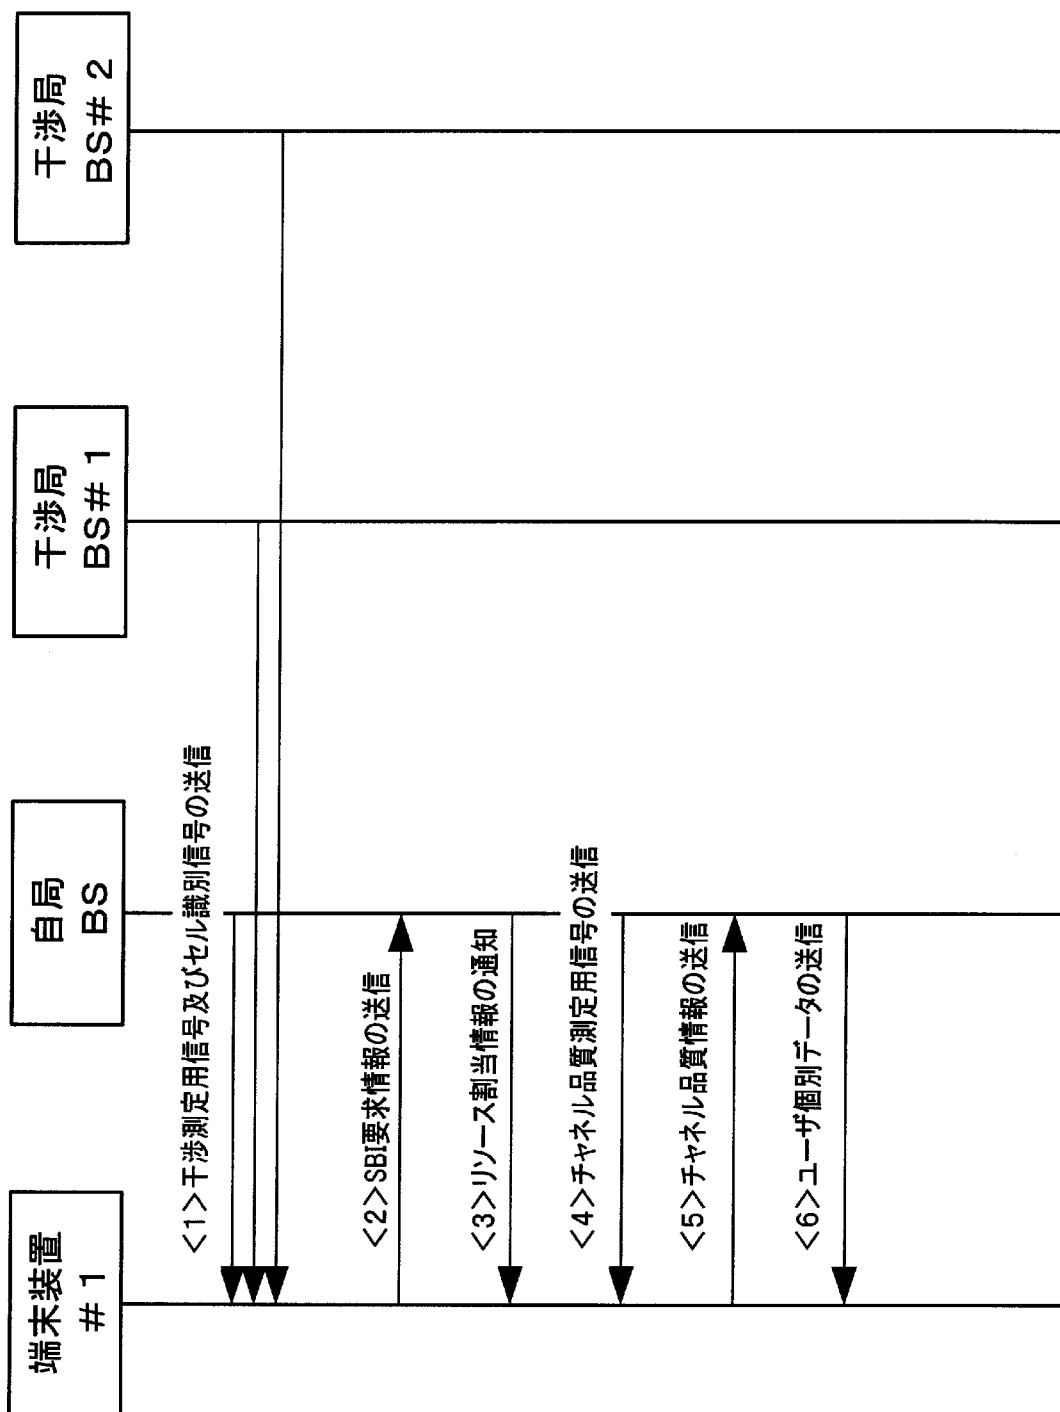 端末装置
#1
自局
BS
干渉局
BS#1
干渉局
BS#2
<1>干渉測定用信号及びセル識別信号の送信
<2>SBI要求情報の送信
<3>リソース割当情報の通知
<4>チャネル品質測定用信号の送信
<5>チャネル品質情報の送信
<6>ユーザ個別データの送信